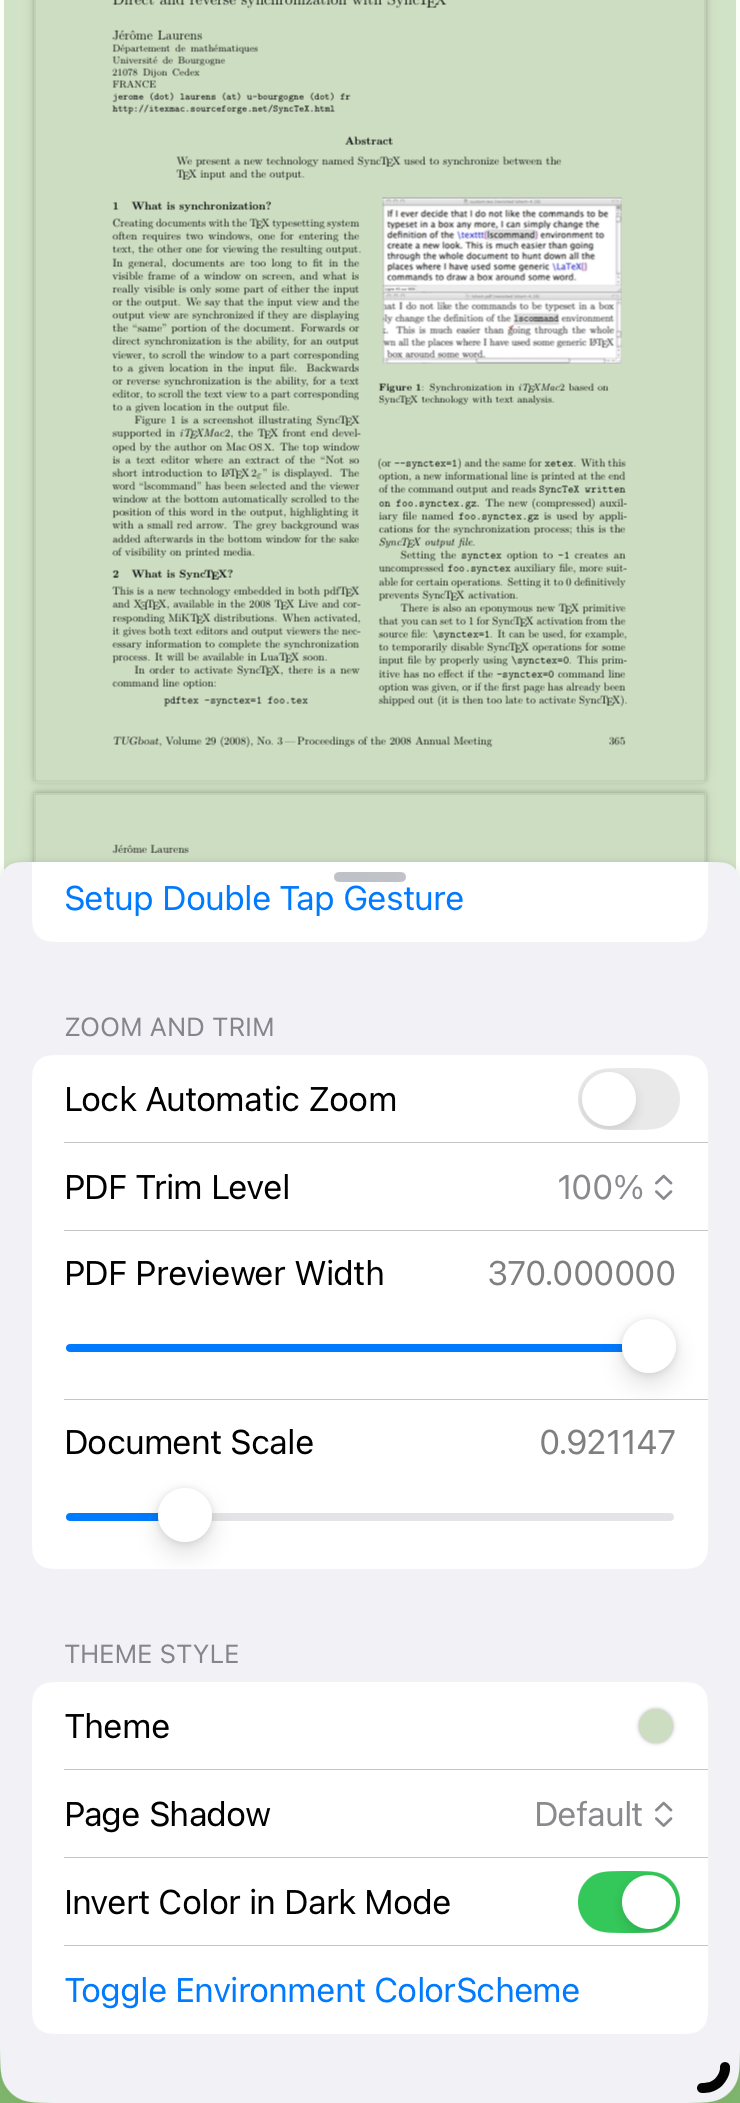 Direct and reverse synchronization with SyncTEX
Jérôme Laurens
Département de mathématiques
Université de Bourgogne
21078 Dijon Cedex
FRANCE
jerome (dot) laurens (at) u-bourgogne (dot) fr
http://itexmac.sourceforge.net/SyncTeX.html
Abstract
We present a new technology named SyncTEX used to synchronize between the
TEX input and the output.
1 What is synchronization?
Creating documents with the TEX typesetting system
often requires two windows, one for entering the
text, the other one for viewing the resulting output.
In general, documents are too long to fit in the
visible frame of a window on screen, and what is
really visible is only some part of either the input
or the output. We say that the input view and the
output view are synchronized if they are displaying
the “same” portion of the document. Forwards or
direct synchronization is the ability, for an output
viewer, to scroll the window to a part corresponding
to a given location in the input file. Backwards
or reverse synchronization is the ability, for a text
editor, to scroll the text view to a part corresponding
to a given location in the output file.
Figure 1 is a screenshot illustrating SyncTEX
supported in iTEXMac2, the TEX front end devel-
oped by the author on Mac OS X. The top window
is a text editor where an extract of the “Not so
short introduction to LATEX 2ε” is displayed. The
word “lscommand” has been selected and the viewer
window at the bottom automatically scrolled to the
position of this word in the output, highlighting it
with a small red arrow. The grey background was
added afterwards in the bottom window for the sake
of visibility on printed media.
2 What is SyncTEX?
This is a new technology embedded in both pdfTEX
and XƎTEX, available in the 2008 TEX Live and cor-
responding MiKTEX distributions. When activated,
it gives both text editors and output viewers the nec-
essary information to complete the synchronization
process. It will be available in LuaTEX soon.
In order to activate SyncTEX, there is a new
command line option:
pdftex -synctex=1 foo.tex
If I ever decide that I do not like the commands to be
typeset in a box any more, I can simply change the
definition of the \texttt{lscommand} environment to
create a new look. This is much easier than going
through the whole document to hunt down all the
places where I have used some generic \LaTeX{}
commands to draw a box around some word.
at I do not like the commands to be typeset in a box
ly change the definition of the lscommand environment
. This is much easier than going through the whole
wn all the places where I have used some generic LATEX
box around some word.
Figure 1: Synchronization in iTEXMac2 based on
SyncTEX technology with text analysis.
(or --synctex=1) and the same for xetex. With this
option, a new informational line is printed at the end
of the command output and reads SyncTeX written
on foo.synctex.gz. The new (compressed) auxil-
iary file named foo.synctex.gz is used by appli-
cations for the synchronization process; this is the
SyncTEX output file.
Setting the synctex option to -1 creates an
uncompressed foo.synctex auxiliary file, more suit-
able for certain operations. Setting it to 0 definitively
prevents SyncTEX activation.
There is also an eponymous new TEX primitive
that you can set to 1 for SyncTEX activation from the
source file: \synctex=1. It can be used, for example,
to temporarily disable SyncTEX operations for some
input file by properly using \synctex=0. This prim-
itive has no effect if the -synctex=0 command line
option was given, or if the first page has already been
shipped out (it is then too late to activate SyncTEX).
TUGboat, Volume 29 (2008), No. 3 — Proceedings of the 2008 Annual Meeting 365
Jérôme Laurens
Setup Double Tap Gesture
ZOOM AND TRIM
Lock Automatic Zoom
PDF Trim Level 100%
PDF Previewer Width 370.000000
Document Scale 0.921147
THEME STYLE
Theme
Page Shadow Default
Invert Color in Dark Mode
Toggle Environment ColorScheme